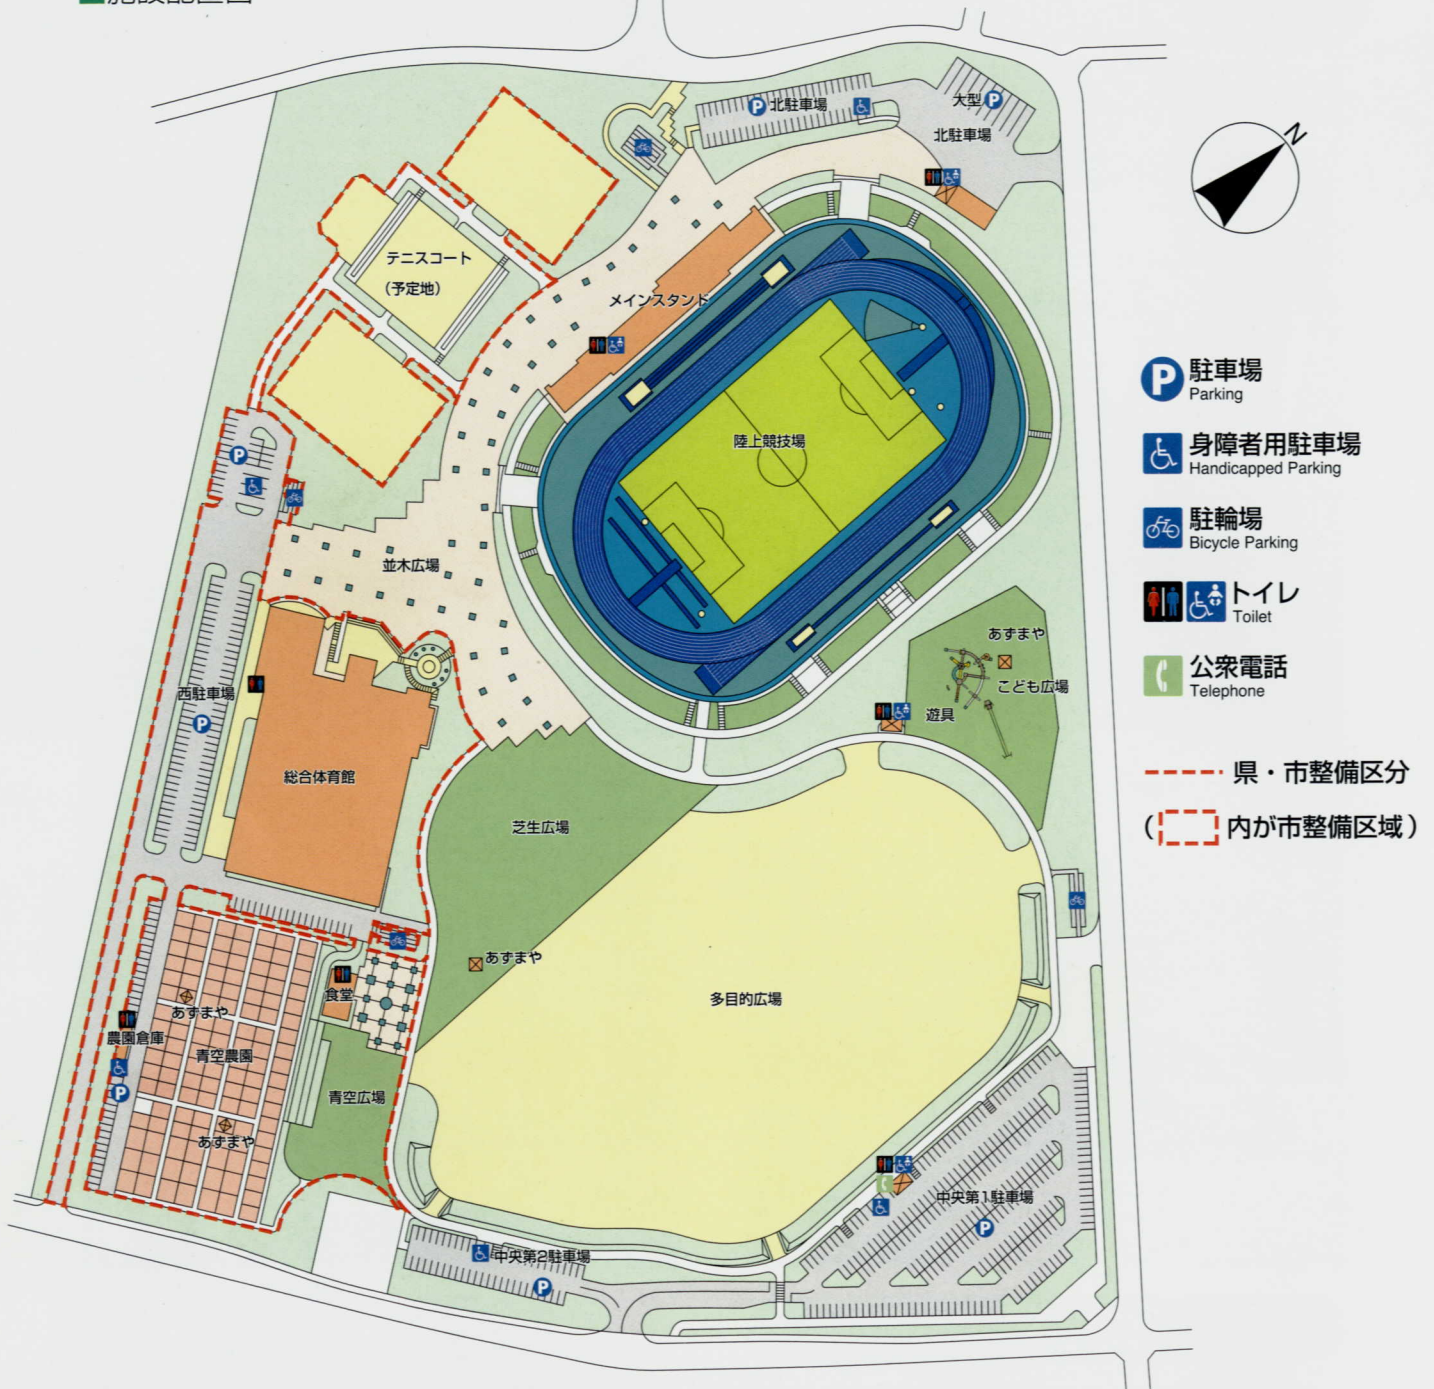 P 北駐車場
大型 P
北駐車場
N
テニスコート
（予定地）
メインスタンド
陸上競技場
P
並木広場
あずまや
こども広場
遊具
西駐車場
P
総合体育館
芝生広場
あずまや
多目的広場
食堂
あずまや
農園倉庫
青空農園
P
青空広場
あずまや
中央第1駐車場
P
中央第2駐車場
P
P 駐車場
Parking
身障者用駐車場
Handicapped Parking
駐輪場
Bicycle Parking
トイレ
Toilet
公衆電話
Telephone
県・市整備区分
（ 内が市整備区域）